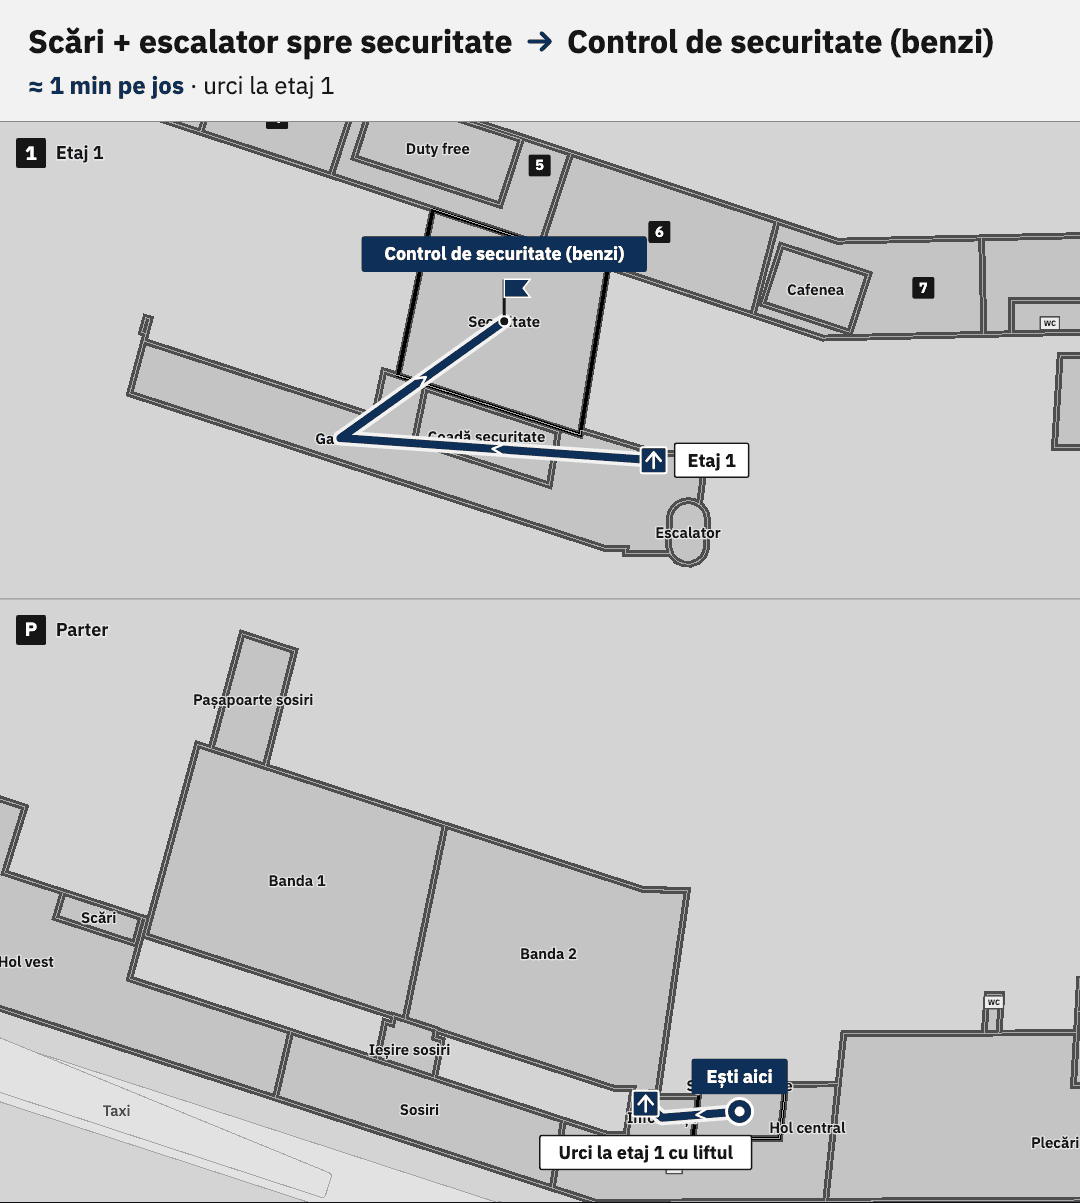 Scări + escalator spre securitate → Control de securitate (benzi)
≈ 1 min pe jos · urci la etaj 1
1 Etaj 1
Duty free
5
6
Control de securitate (benzi)
Cafenea
7
WC
Coadă securitate
Etaj 1
Escalator
P Parter
Pașapoarte sosiri
Banda 1
Scări
Banda 2
Hol vest
WC
Ieșire sosiri
Ești aici
Taxi
Sosiri
Hol central
Plecări
Urci la etaj 1 cu liftul